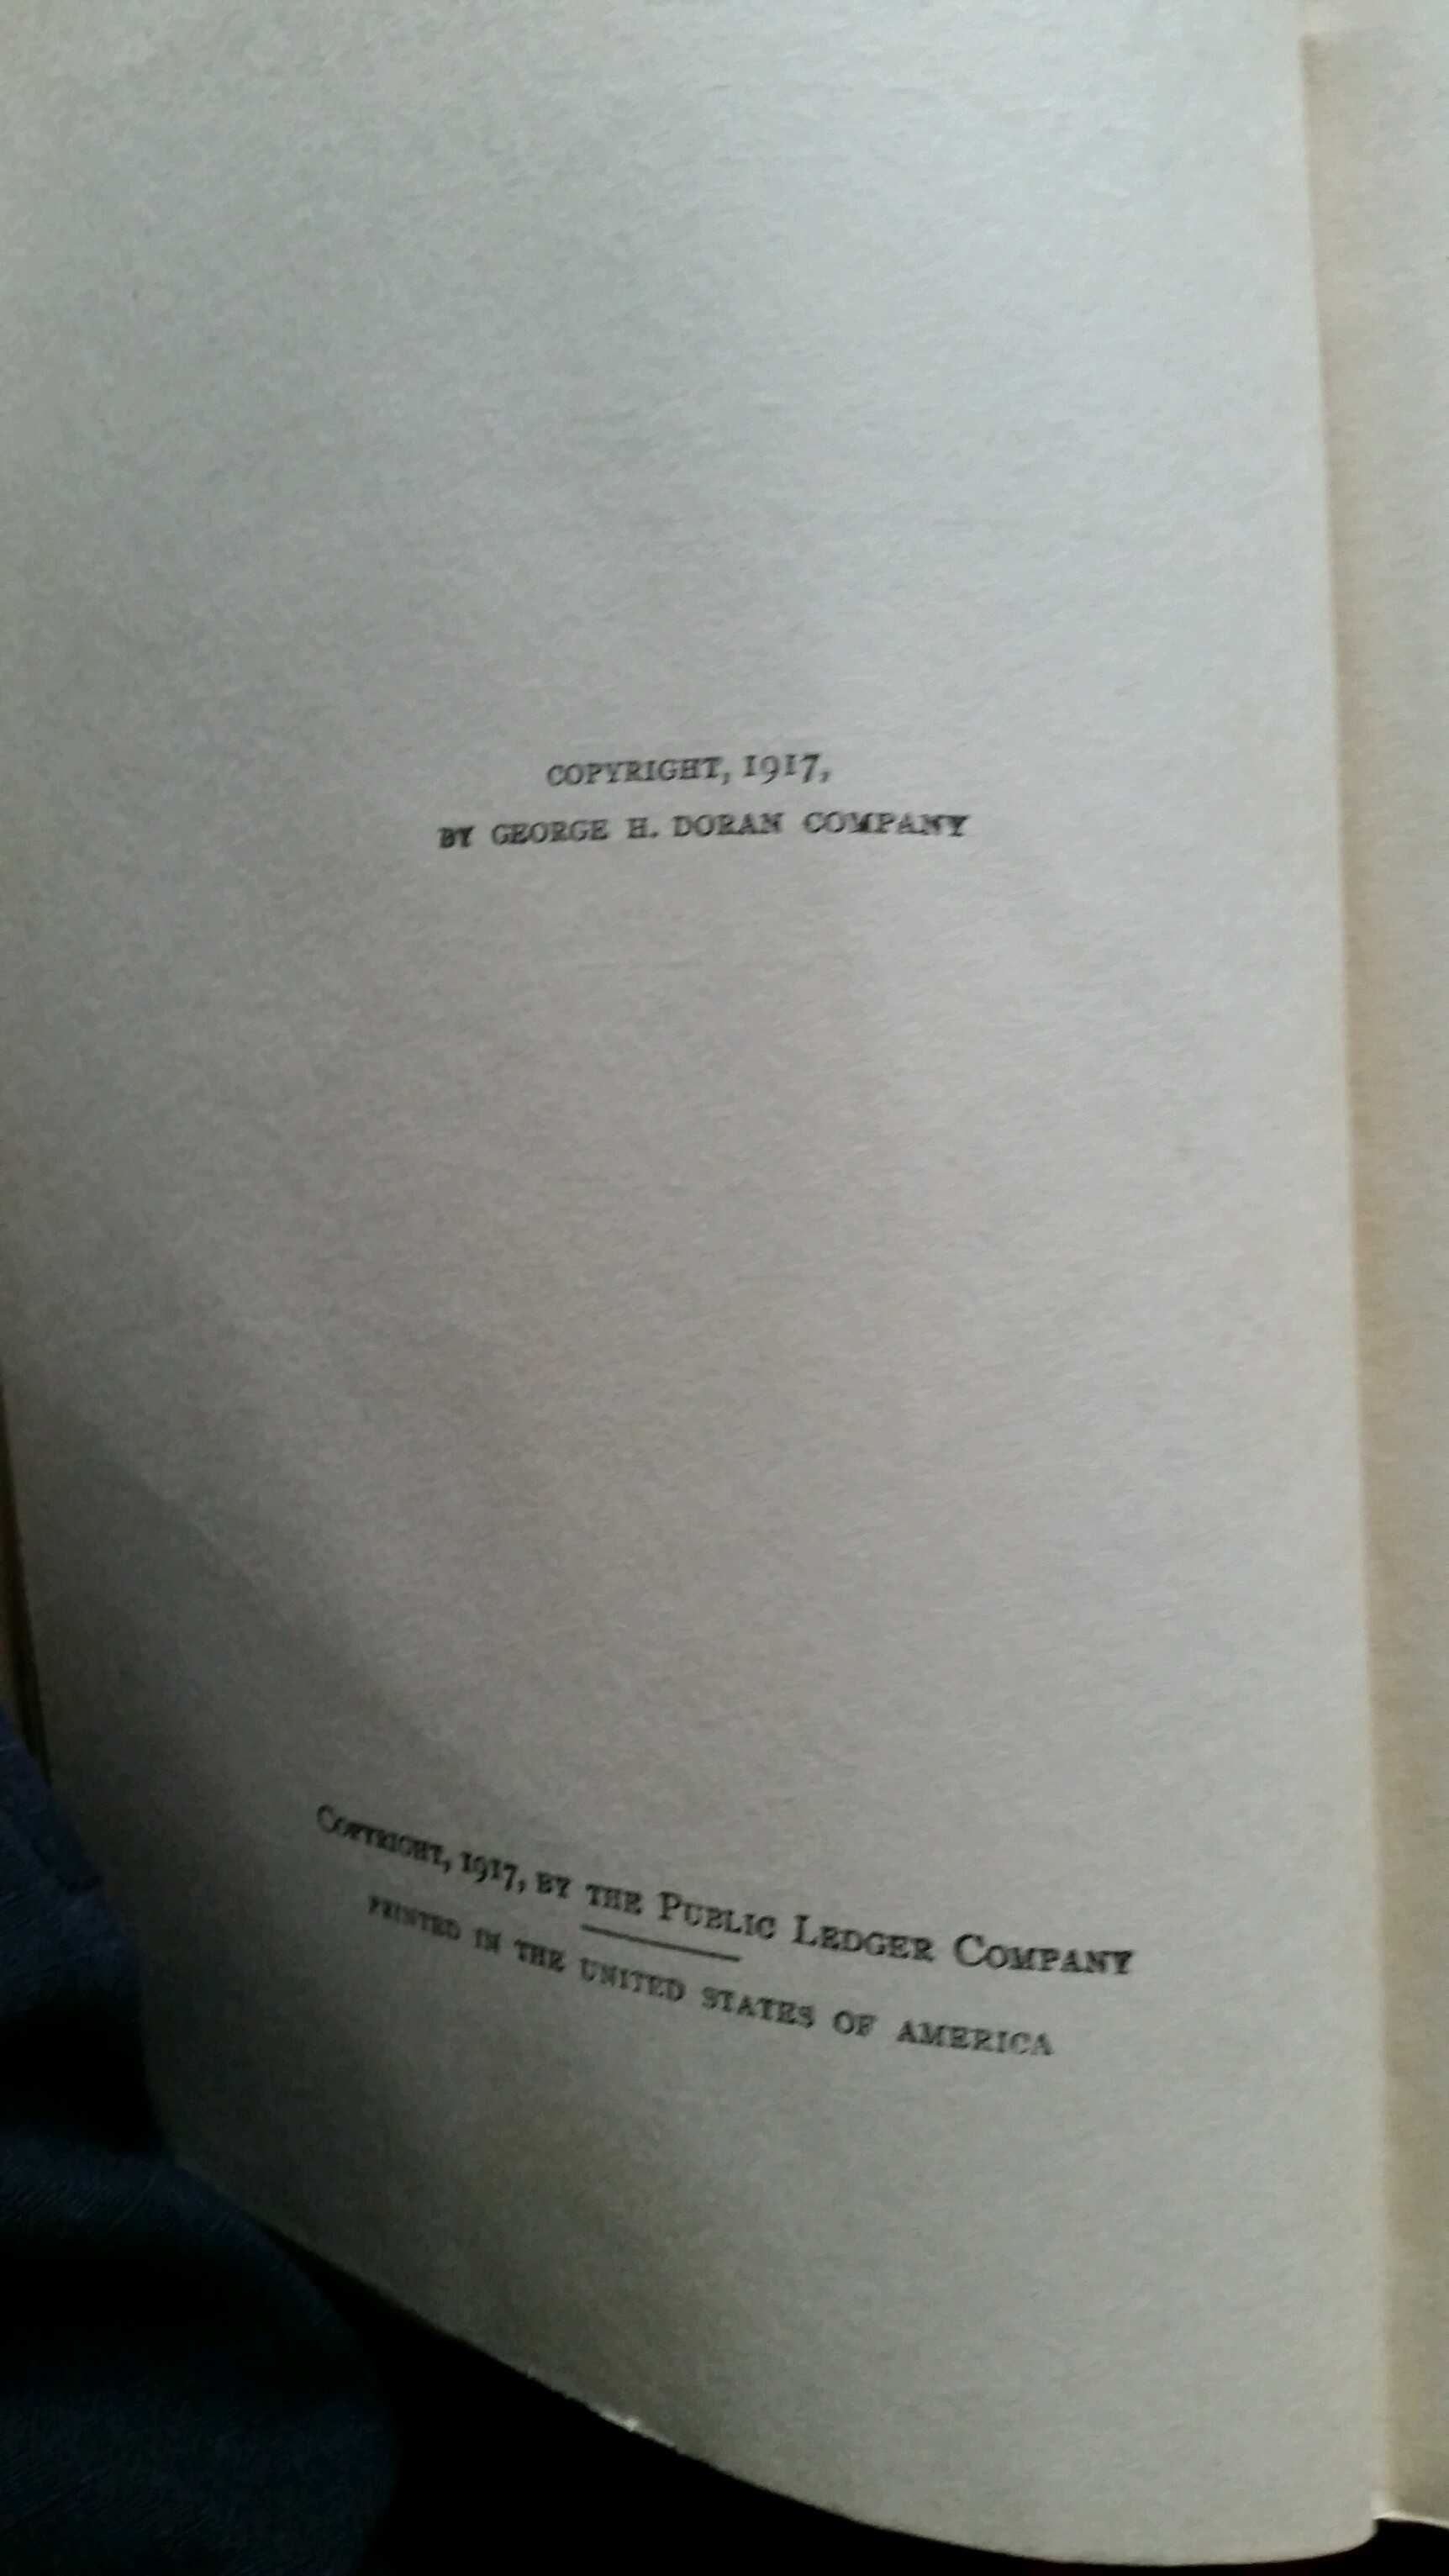 COPYRIGHT, 1917,
BY GEORGE H. DORAN COMPANY
COPYRIGHT, 1917, BY THE PUBLIC LEDGER COMPANY
PRINTED IN THE UNITED STATES OF AMERICA